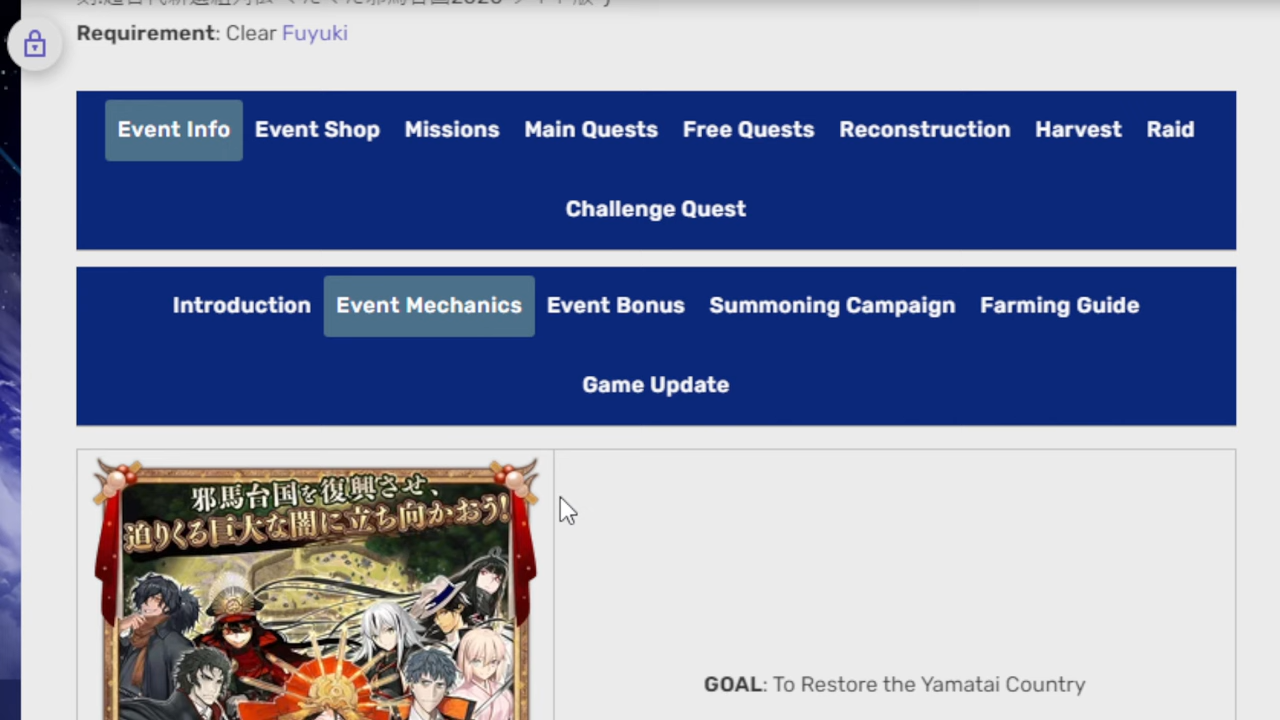 Requirement: Clear Fuyuki
Event Info Event Shop Missions Main Quests Free Quests Reconstruction Harvest Raid
Challenge Quest
Introduction Event Mechanics Event Bonus Summoning Campaign Farming Guide
Game Update
邪馬台国を復興させ、
迫りくる巨大な闇に立ち向かおう!
GOAL: To Restore the Yamatai Country